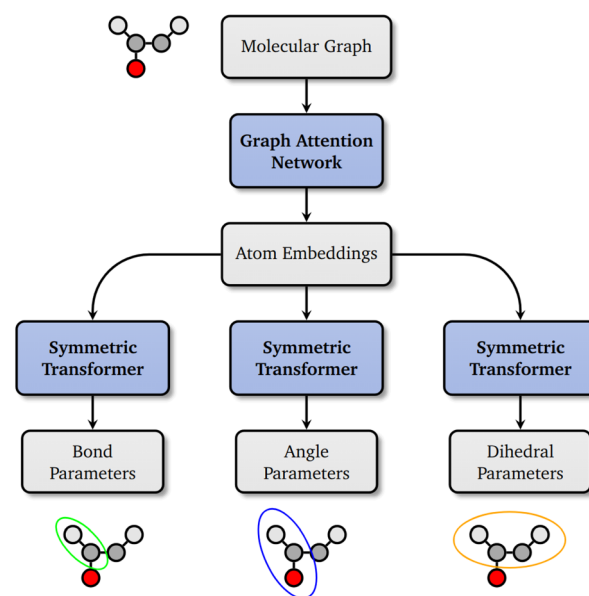 Molecular Graph
Graph Attention
Network
Atom Embeddings
Symmetric
Transformer
Symmetric
Transformer
Symmetric
Transformer
Bond
Parameters
Angle
Parameters
Dihedral
Parameters